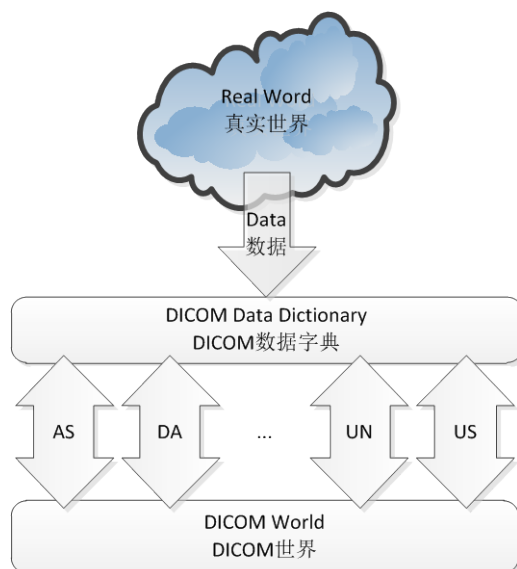 Real Word
真实世界
Data
数据
DICOM Data Dictionary
DICOM数据字典
AS
DA
...
UN
US
DICOM World
DICOM世界